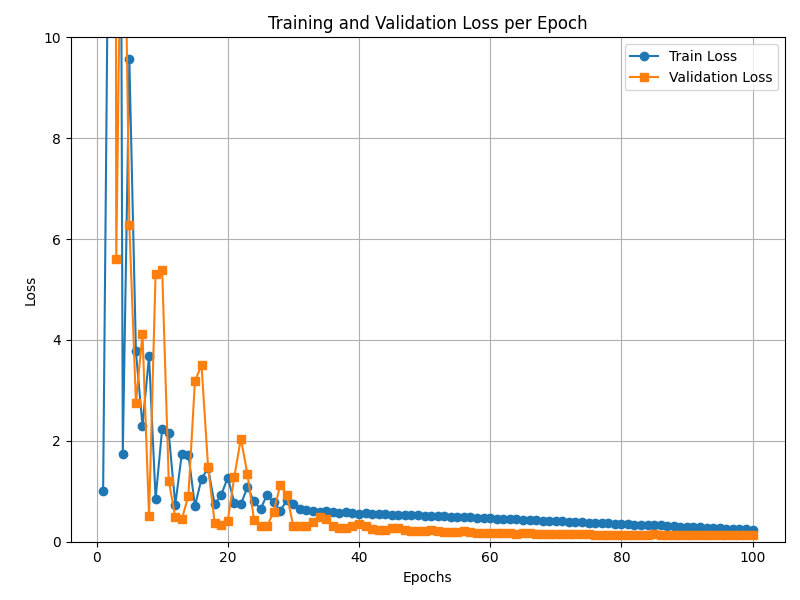 Training and Validation Loss per Epoch
Train Loss
Validation Loss
Loss
10
8
6
4
2
0
0 20 40 60 80 100
Epochs